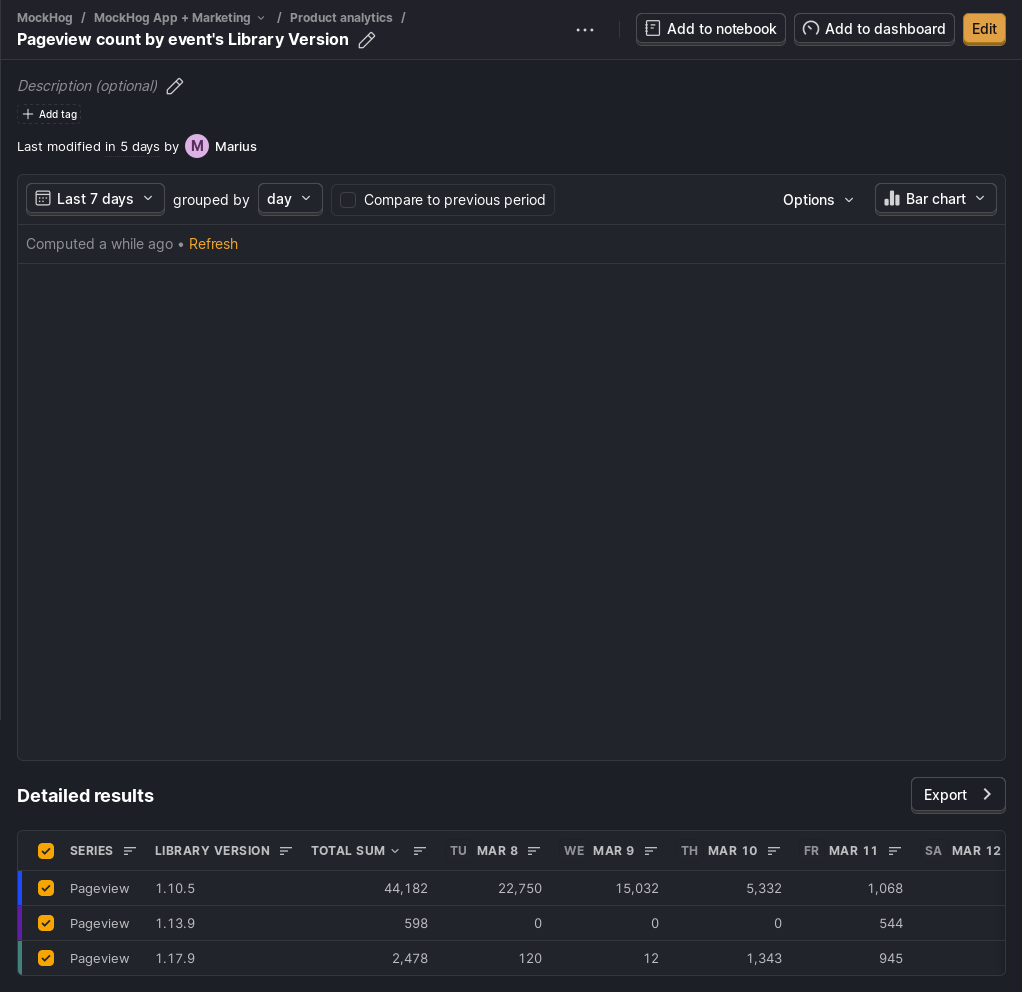 MockHog / MockHog App + Marketing / Product analytics /
Pageview count by event's Library Version
Add to notebook
Add to dashboard
Edit
Description (optional)
Add tag
Last modified in 5 days by M Marius
Last 7 days grouped by day Compare to previous period Options Bar chart
Computed a while ago • Refresh
Detailed results
Export
SERIES LIBRARY VERSION TOTAL SUM TU MAR 8 WE MAR 9 TH MAR 10 FR MAR 11 SA MAR 12
Pageview 1.10.5 44,182 22,750 15,032 5,332 1,068
Pageview 1.13.9 598 0 0 0 544
Pageview 1.17.9 2,478 120 12 1,343 945